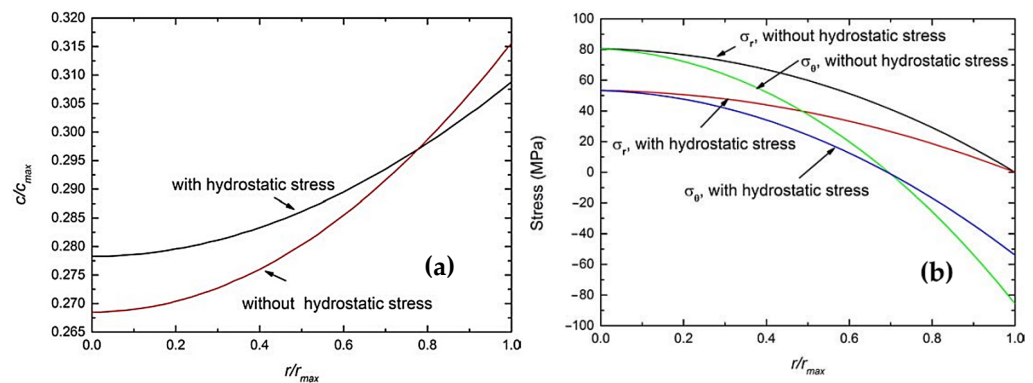 0.320
0.315
0.310
0.305
0.300
0.295
0.290
0.285
0.280
0.275
0.270
0.265
c/cmax
with hydrostatic stress
without hydrostatic stress
(a)
0.0 0.2 0.4 0.6 0.8 1.0
r/rmax
100
80
60
40
20
0
−20
−40
−60
−80
−100
Stress (MPa)
σr, without hydrostatic stress
σθ, without hydrostatic stress
σr, with hydrostatic stress
σθ, with hydrostatic stress
(b)
0.0 0.2 0.4 0.6 0.8 1.0
r/rmax